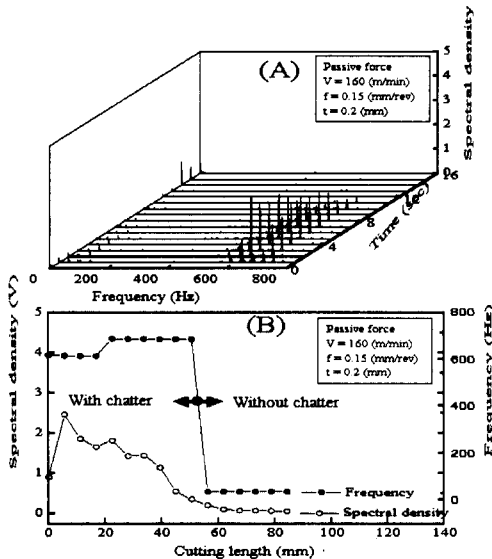 (A)
Passive force
V = 160 (m/min)
f = 0.15 (mm/rev)
t = 0.2 (mm)
5
4
3
2
1
0
Spectral density
16
8
4
0
Time (sec)
0 200 400 600 800
Frequency (Hz)
(B)
Passive force
V = 160 (m/min)
f = 0.15 (mm/rev)
t = 0.2 (mm)
Spectral density (V)
5
4
3
2
1
0
800
600
400
200
0
Frequency (Hz)
With chatter
Without chatter
Frequency
Spectral density
0 20 40 60 80 100 120 140
Cutting length (mm)